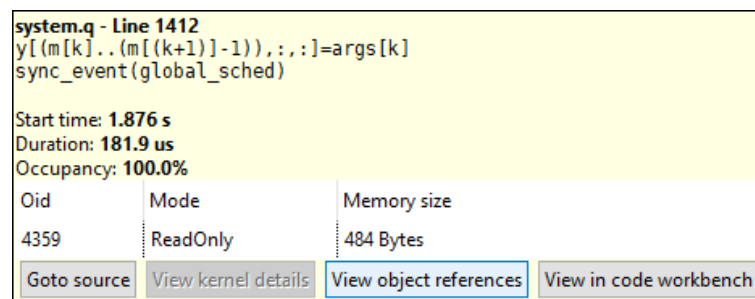 system.q - Line 1412
y[(m[k]..(m[(k+1)]-1)),:,:]=args[k]
sync_event(global_sched)
Start time: 1.876 s
Duration: 181.9 us
Occupancy: 100.0%
Oid Mode Memory size
4359 ReadOnly 484 Bytes
Goto source View kernel details View object references View in code workbench